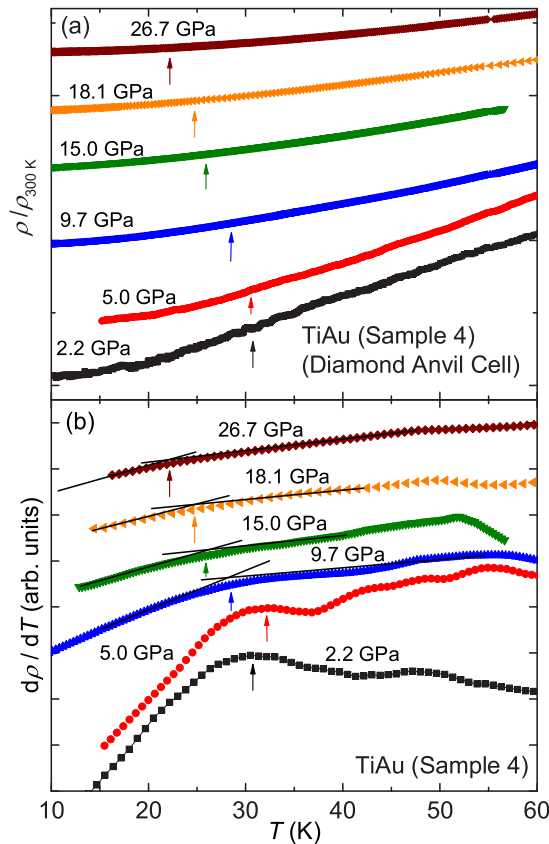 (a)
26.7 GPa
18.1 GPa
15.0 GPa
9.7 GPa
5.0 GPa
2.2 GPa
TiAu (Sample 4)
(Diamond Anvil Cell)
ρ/ρ300 K
(b)
26.7 GPa
18.1 GPa
15.0 GPa
9.7 GPa
5.0 GPa
2.2 GPa
TiAu (Sample 4)
dρ / dT (arb. units)
10 20 30 40 50 60
T (K)